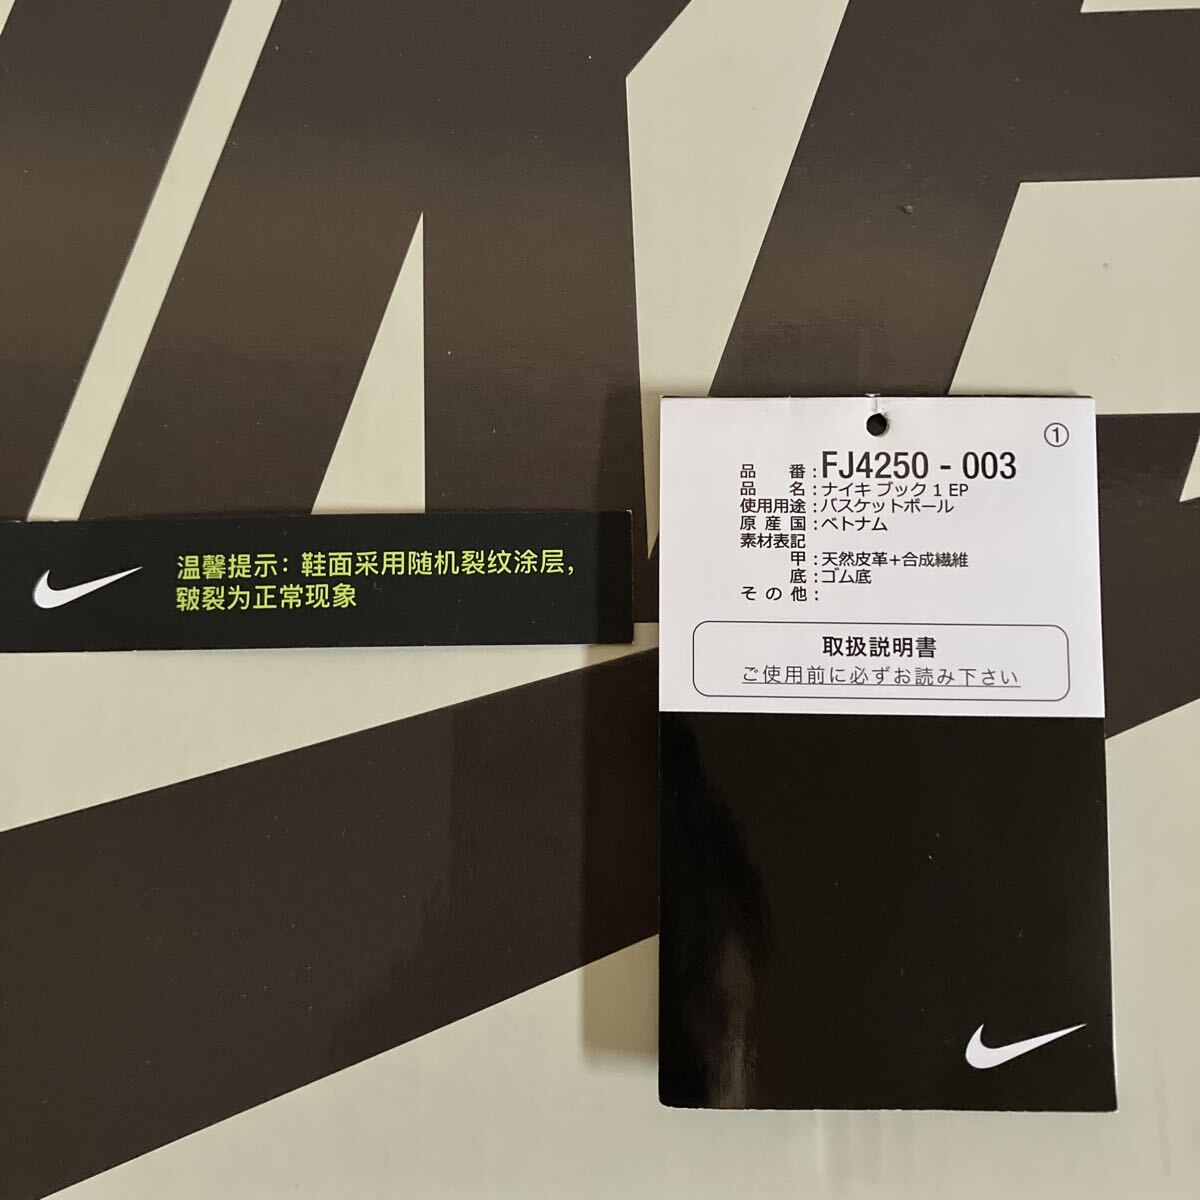 温馨提示：鞋面采用随机裂纹涂层，
皲裂为正常现象
①
品番：FJ4250 - 003
品名：ナイキ ブック 1 EP
使用用途：バスケットボール
原産国：ベトナム
素材表記
甲：天然皮革+合成繊維
底：ゴム底
その他：
取扱説明書
ご使用前に必ずお読み下さい